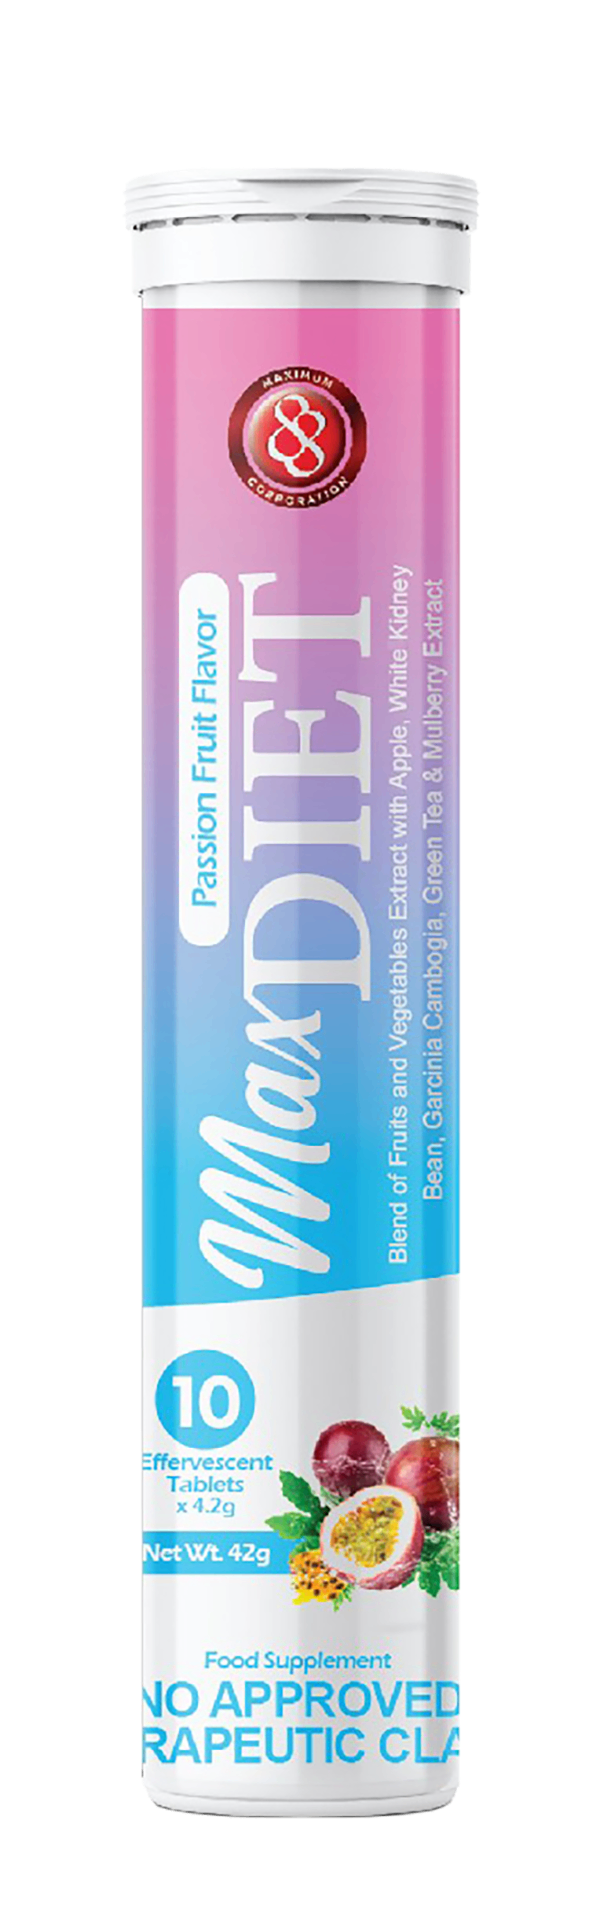 MAXIMUM
CORPORATION
Passion Fruit Flavor
Max DIET
Blend of Fruits and Vegetables Extract with Apple, White Kidney
Bean, Garcinia Cambogia, Green Tea & Mulberry Extract
10
Effervescent
Tablets
x 4.2g
Net Wt. 42g
Food Supplement
NO APPROVED
RAPEUTIC CLA